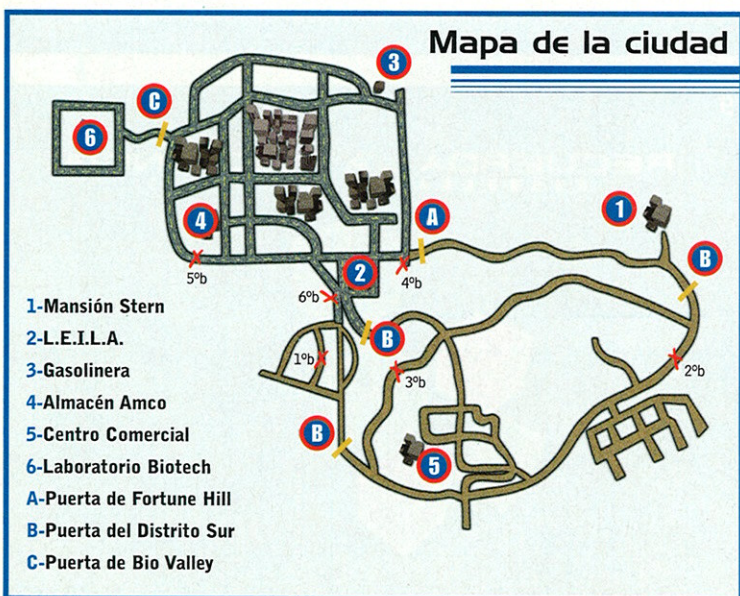 Mapa de la ciudad
3
C
6
1
4
A
B
2
5ºb
4ºb
6ºb
B
1ºb
3ºb
2ºb
B
5
1-Mansión Stern
2-L.E.I.L.A.
3-Gasolinera
4-Almacén Amco
5-Centro Comercial
6-Laboratorio Biotech
A-Puerta de Fortune Hill
B-Puerta del Distrito Sur
C-Puerta de Bio Valley